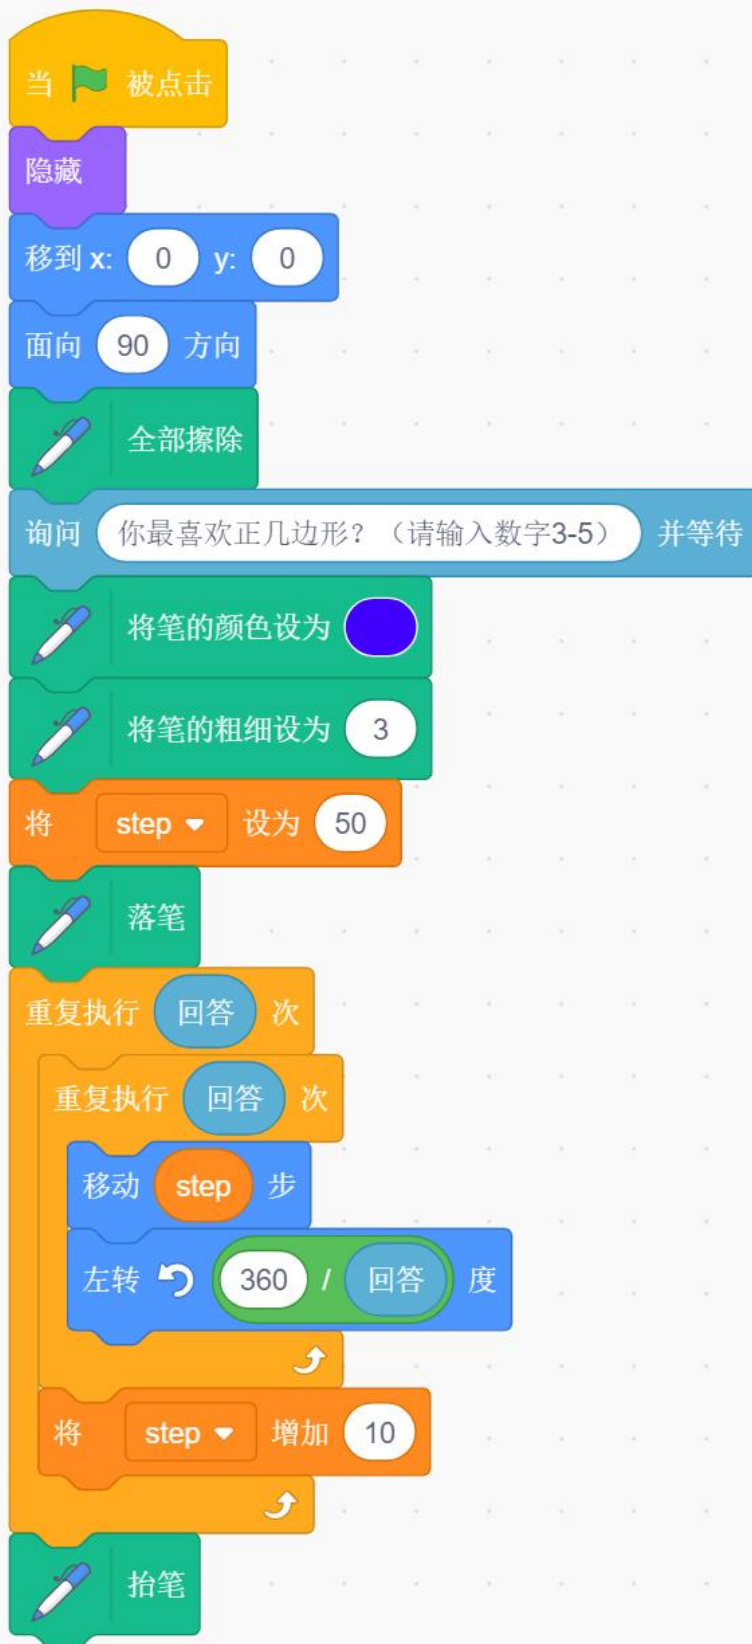 当 被点击
隐藏
移到 x: 0 y: 0
面向 90 方向
全部擦除
询问 你最喜欢正几边形？（请输入数字3-5） 并等待
将笔的颜色设为
将笔的粗细设为 3
将 step 设为 50
落笔
重复执行 回答 次
重复执行 回答 次
移动 step 步
左转 360 / 回答 度
将 step 增加 10
抬笔